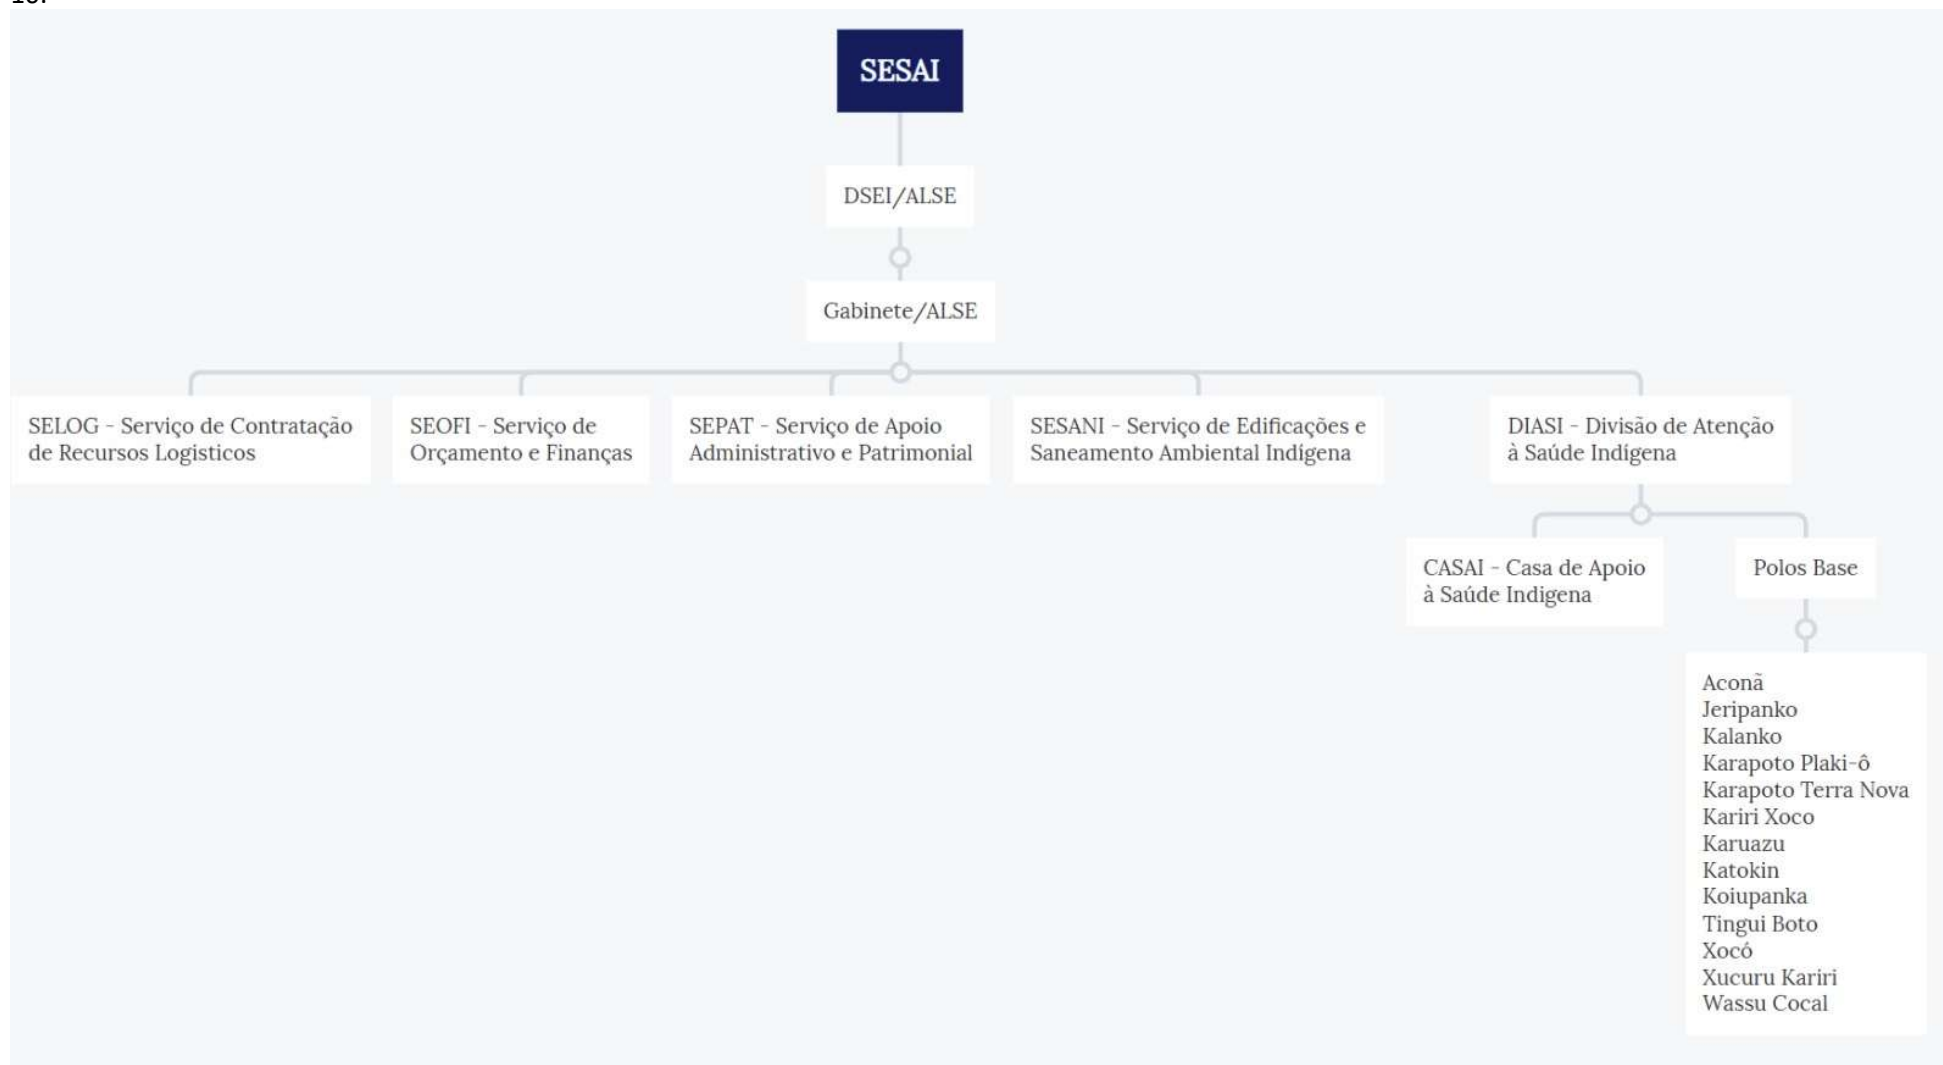 SESAI
DSEI/ALSE
Gabinete/ALSE
SELOG - Serviço de Contratação
de Recursos Logisticos
SEOFI - Serviço de
Orçamento e Finanças
SEPAT - Serviço de Apoio
Administrativo e Patrimonial
SESANI - Serviço de Edificações e
Saneamento Ambiental Indígena
DIASI - Divisão de Atenção
à Saúde Indígena
CASAI - Casa de Apoio
à Saúde Indigena
Polos Base
Aconã
Jeripanko
Kalanko
Karapoto Plaki-ô
Karapoto Terra Nova
Kariri Xoco
Karuazu
Katokin
Koiupanka
Tingui Boto
Xocó
Xucuru Kariri
Wassu Cocal